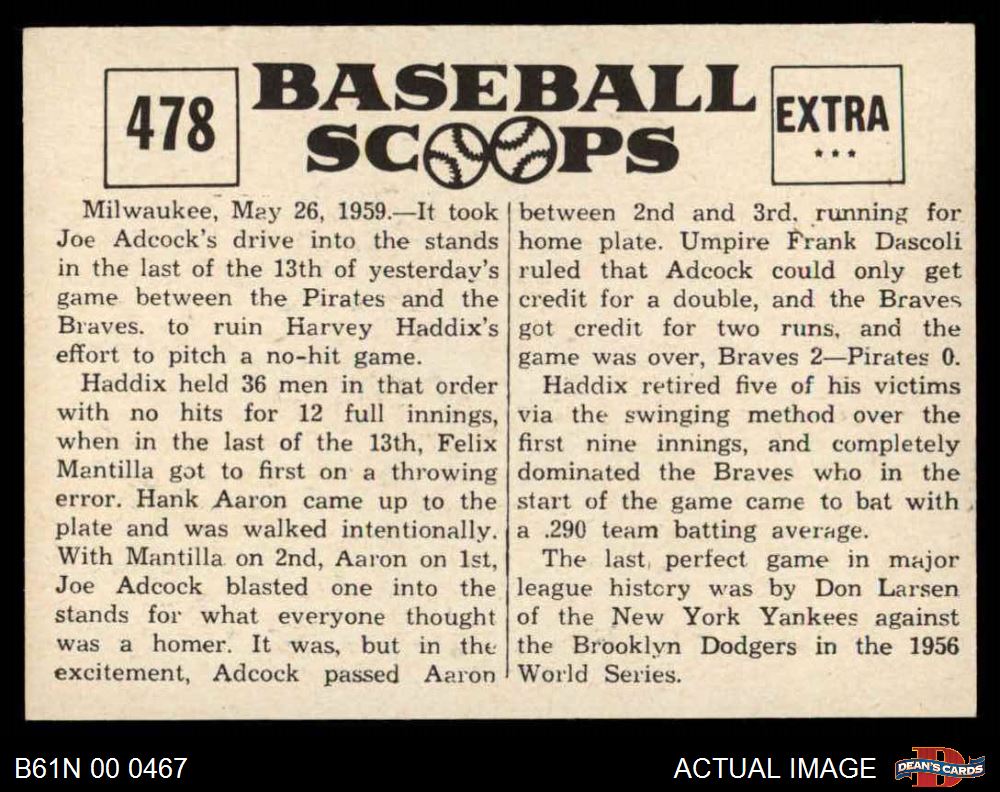 478
BASEBALL
SCOOPS
EXTRA
***
Milwaukee, May 26, 1959.—It took
Joe Adcock's drive into the stands
in the last of the 13th of yesterday's
game between the Pirates and the
Braves. to ruin Harvey Haddix's
effort to pitch a no-hit game.
Haddix held 36 men in that order
with no hits for 12 full innings,
when in the last of the 13th, Felix
Mantilla got to first on a throwing
error. Hank Aaron came up to the
plate and was walked intentionally.
With Mantilla on 2nd, Aaron on 1st,
Joe Adcock blasted one into the
stands for what everyone thought
was a homer. It was, but in the
excitement, Adcock passed Aaron
between 2nd and 3rd, running for
home plate. Umpire Frank Dascoli
ruled that Adcock could only get
credit for a double, and the Braves
got credit for two runs, and the
game was over, Braves 2—Pirates 0.
Haddix retired five of his victims
via the swinging method over the
first nine innings, and completely
dominated the Braves who in the
start of the game came to bat with
a .290 team batting average.
The last, perfect game in major
league history was by Don Larsen
of the New York Yankees against
the Brooklyn Dodgers in the 1956
World Series.
B61N 00 0467
ACTUAL IMAGE
DEAN'S CARDS